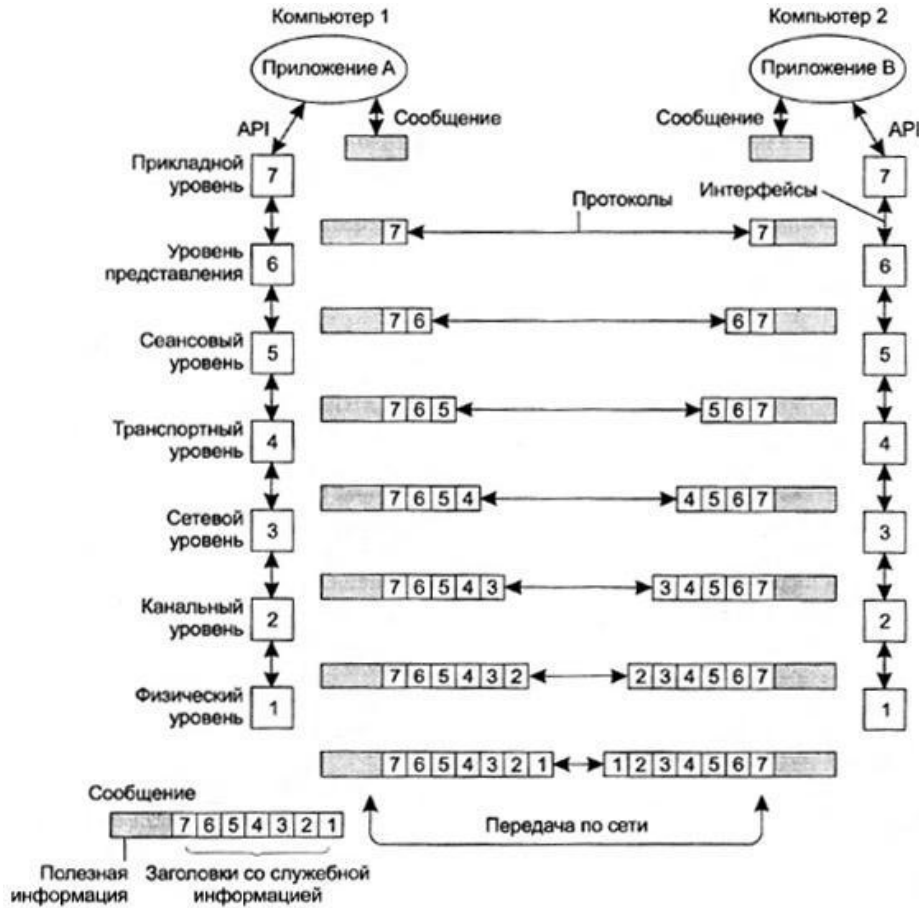 Компьютер 1
Компьютер 2
Приложение А
Приложение В
Сообщение
Сообщение
API
API
Прикладной
уровень
7
7
Интерфейсы
Протоколы
7
7
Уровень
представления
6
6
7 6
6 7
Сеансовый
уровень
5
5
7 6 5
5 6 7
Транспортный
уровень
4
4
7 6 5 4
4 5 6 7
Сетевой
уровень
3
3
7 6 5 4 3
3 4 5 6 7
Канальный
уровень
2
2
7 6 5 4 3 2
2 3 4 5 6 7
Физический
уровень
1
1
7 6 5 4 3 2 1
1 2 3 4 5 6 7
Сообщение
7 6 5 4 3 2 1
Передача по сети
Полезная
информация
Заголовки со служебной
информацией